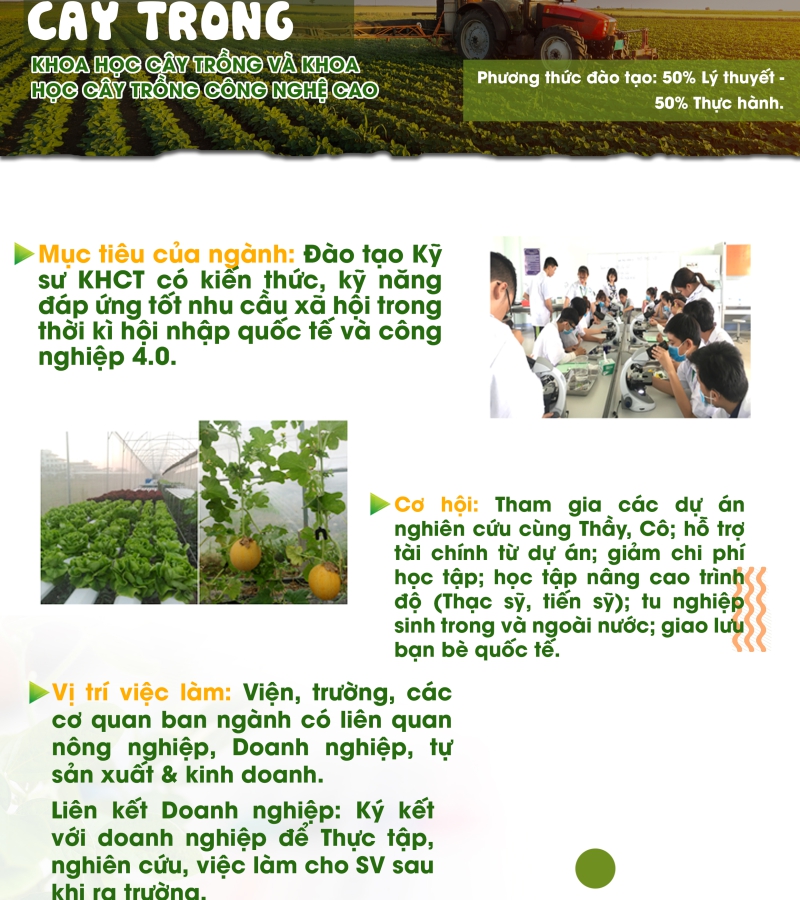 CÂY TRỒNG
KHOA HỌC CÂY TRỒNG VÀ KHOA
HỌC CÂY TRỒNG CÔNG NGHỆ CAO
Phương thức đào tạo: 50% Lý thuyết -
50% Thực hành.
Mục tiêu của ngành: Đào tạo Kỹ
sư KHCT có kiến thức, kỹ năng
đáp ứng tốt nhu cầu xã hội trong
thời kì hội nhập quốc tế và công
nghiệp 4.0.
Cơ hội: Tham gia các dự án
nghiên cứu cùng Thầy, Cô; hỗ trợ
tài chính từ dự án; giảm chi phí
học tập; học tập nâng cao trình
độ (Thạc sỹ, tiến sỹ); tu nghiệp
sinh trong và ngoài nước; giao lưu
bạn bè quốc tế.
Vị trí việc làm: Viện, trường, các
cơ quan ban ngành có liên quan
nông nghiệp, Doanh nghiệp, tự
sản xuất & kinh doanh.
Liên kết Doanh nghiệp: Ký kết
với doanh nghiệp để Thực tập,
nghiên cứu, việc làm cho SV sau
khi ra trường.